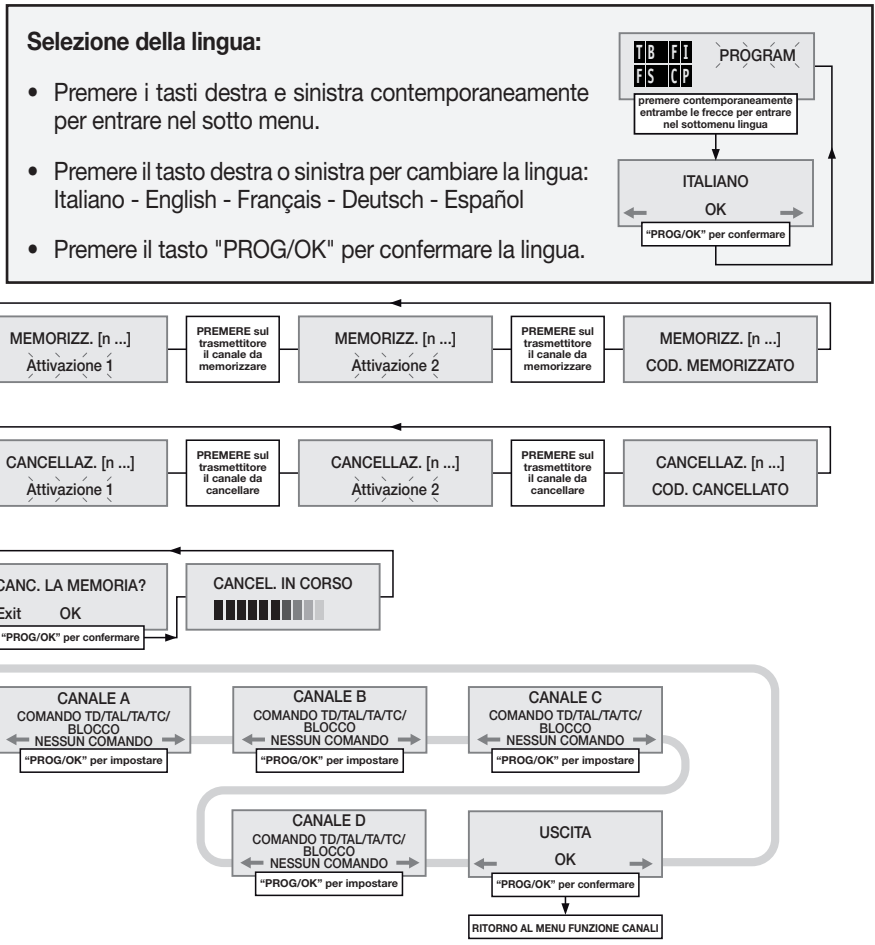 Selezione della lingua:
• Premere i tasti destra e sinistra contemporaneamente
per entrare nel sotto menu.
• Premere il tasto destra o sinistra per cambiare la lingua:
Italiano - English - Français - Deutsch - Español
• Premere il tasto "PROG/OK" per confermare la lingua.
TB FI
FS CP
PROGRAM
premere contemporaneamente
entrambe le frecce per entrare
nel sottomenu lingua
ITALIANO
OK
“PROG/OK” per confermare
MEMORIZZ. [n ...]
Attivazione 1
PREMERE sul
trasmettitore
il canale da
memorizzare
MEMORIZZ. [n ...]
Attivazione 2
PREMERE sul
trasmettitore
il canale da
memorizzare
MEMORIZZ. [n ...]
COD. MEMORIZZATO
CANCELLAZ. [n ...]
Attivazione 1
PREMERE sul
trasmettitore
il canale da
cancellare
CANCELLAZ. [n ...]
Attivazione 2
PREMERE sul
trasmettitore
il canale da
cancellare
CANCELLAZ. [n ...]
COD. CANCELLATO
CANC. LA MEMORIA?
Exit OK
“PROG/OK” per confermare
CANCEL. IN CORSO
CANALE A
COMANDO TD/TAL/TA/TC/
BLOCCO
NESSUN COMANDO
“PROG/OK” per impostare
CANALE B
COMANDO TD/TAL/TA/TC/
BLOCCO
NESSUN COMANDO
“PROG/OK” per impostare
CANALE C
COMANDO TD/TAL/TA/TC/
BLOCCO
NESSUN COMANDO
“PROG/OK” per impostare
CANALE D
COMANDO TD/TAL/TA/TC/
BLOCCO
NESSUN COMANDO
“PROG/OK” per impostare
USCITA
OK
“PROG/OK” per confermare
RITORNO AL MENU FUNZIONE CANALI